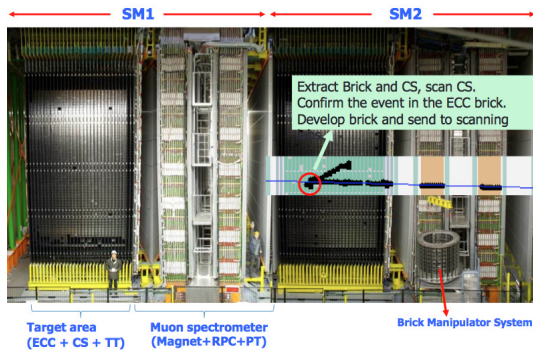 SM1
SM2
Extract Brick and CS, scan CS.
Confirm the event in the ECC brick.
Develop brick and send to scanning
Target area
(ECC + CS + TT)
Muon spectrometer
(Magnet+RPC+PT)
Brick Manipulator System